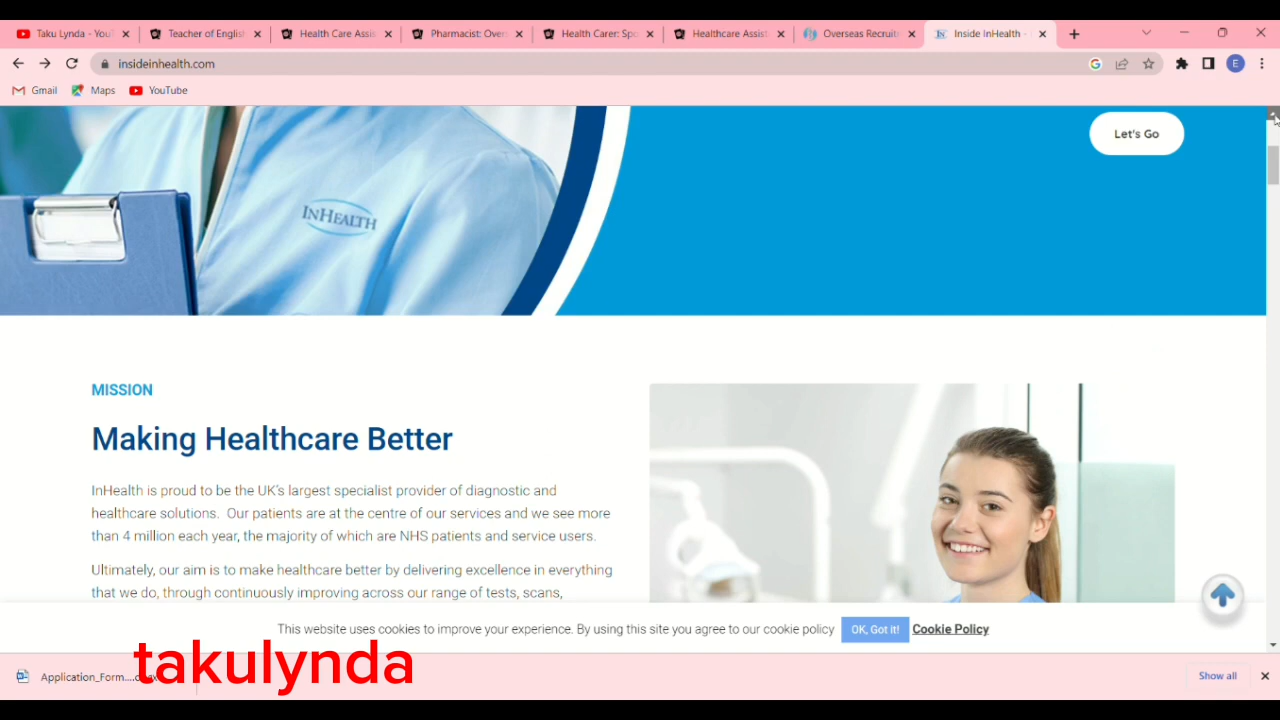 Taku Lynda - You
Teacher of English
Health Care Assis
Pharmacist: Overs
Health Carer: Spo
Healthcare Assist
Overseas Recruit
Inside InHealth -
insideinhealth.com
G
E
Gmail
Maps
YouTube
Let's Go
INHEALTH
MISSION
Making Healthcare Better
InHealth is proud to be the UK's largest specialist provider of diagnostic and
healthcare solutions. Our patients are at the centre of our services and we see more
than 4 million each year, the majority of which are NHS patients and service users.
Ultimately, our aim is to make healthcare better by delivering excellence in everything
that we do, through continuously improving across our range of tests, scans,
This website uses cookies to improve your experience. By using this site you agree to our cookie policy
OK, Got it!
Cookie Policy
takulynda
Application_Form....
Show all